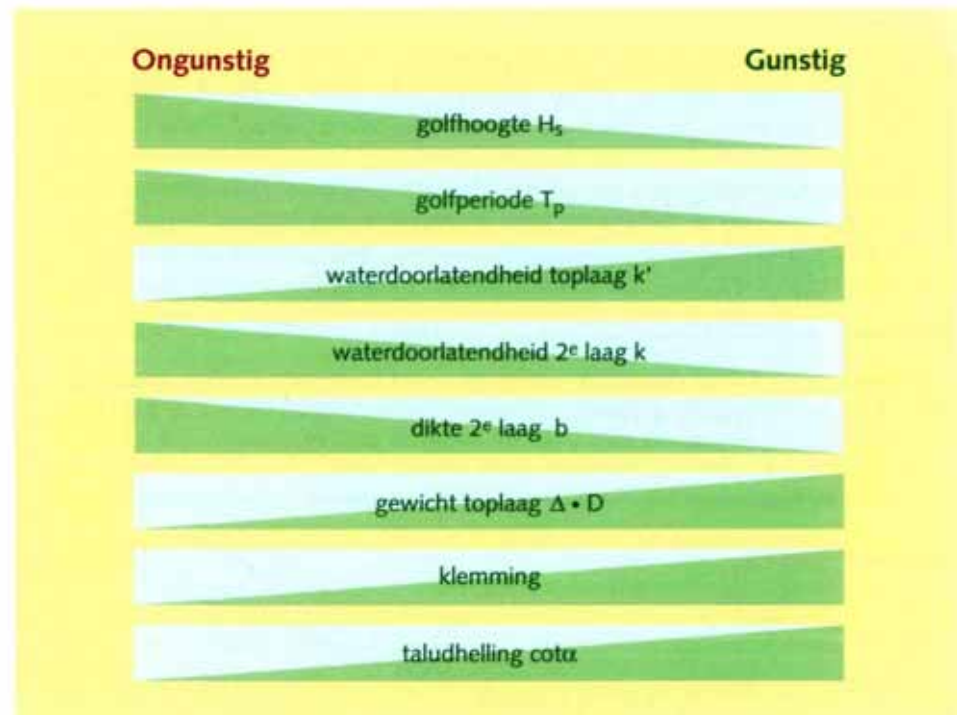 Ongunstig Gunstig
golfhoogte Hₛ
golfperiode Tₚ
waterdoorlatendheid toplaag k'
waterdoorlatendheid 2ᵉ laag k
dikte 2ᵉ laag b
gewicht toplaag Δ • D
klemming
taludhelling cotα